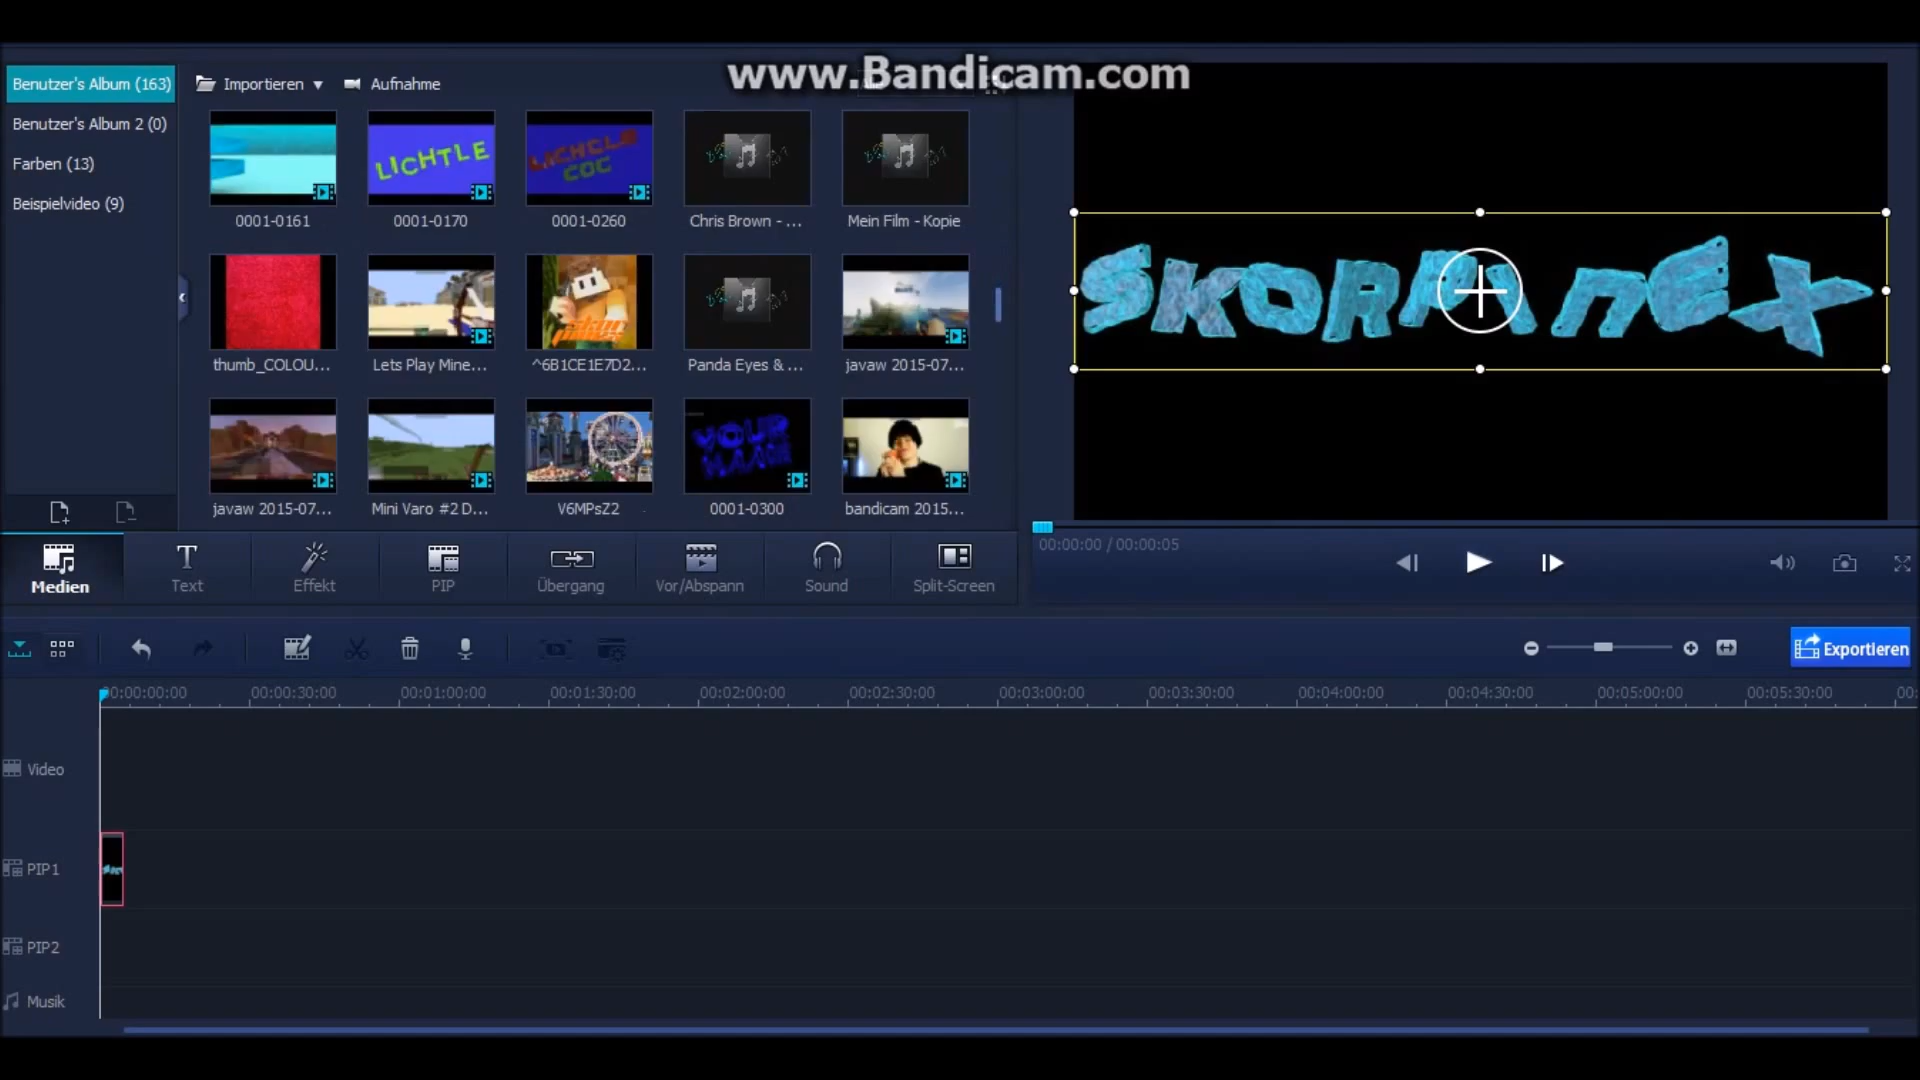 www.Bandicam.com
Benutzer's Album (163)
Importieren
Aufnahme
Benutzer's Album 2 (0)
Farben (13)
Beispielvideo (9)
LICHTLE
LICHTLE
COC
0001-0161
0001-0170
0001-0260
Chris Brown - ...
Mein Film - Kopie
SKORPANEX
thumb_COLOU...
Lets Play Mine...
^6B1CE1E7D2...
Panda Eyes & ...
javaw 2015-07...
YOUR
NAME
javaw 2015-07...
Mini Varo #2 D...
V6MPsZ2
0001-0300
bandicam 2015...
00:00:00 / 00:00:05
Medien
Text
Effekt
PIP
Übergang
Vor/Abspann
Sound
Split-Screen
Exportieren
00:00:00:00
00:00:30:00
00:01:00:00
00:01:30:00
00:02:00:00
00:02:30:00
00:03:00:00
00:03:30:00
00:04:00:00
00:04:30:00
00:05:00:00
00:05:30:00
00:
Video
PIP1
PIP2
Musik